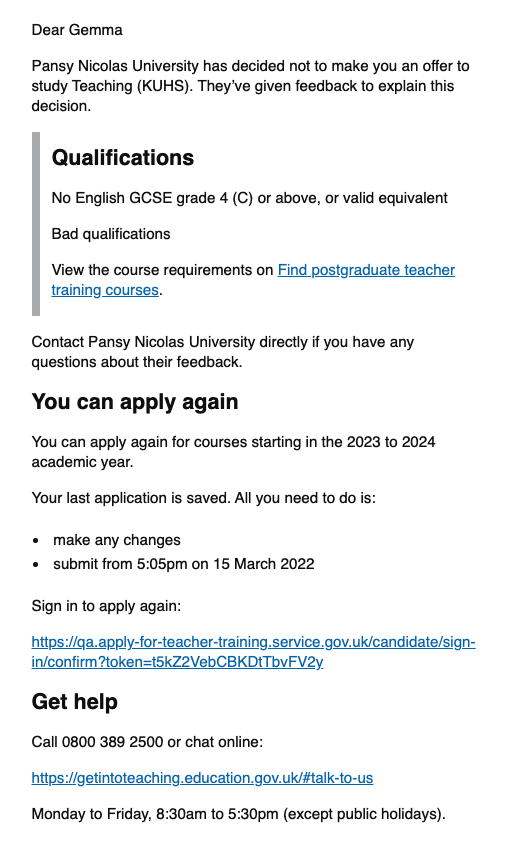 Dear Gemma
Pansy Nicolas University has decided not to make you an offer to
study Teaching (KUHS). They’ve given feedback to explain this
decision.
Qualifications
No English GCSE grade 4 (C) or above, or valid equivalent
Bad qualifications
View the course requirements on Find postgraduate teacher
training courses.
Contact Pansy Nicolas University directly if you have any
questions about their feedback.
You can apply again
You can apply again for courses starting in the 2023 to 2024
academic year.
Your last application is saved. All you need to do is:
• make any changes
• submit from 5:05pm on 15 March 2022
Sign in to apply again:
https://qa.apply-for-teacher-training.service.gov.uk/candidate/sign-
in/confirm?token=t5kZ2VebCBKDtTbvFV2y
Get help
Call 0800 389 2500 or chat online:
https://getintoteaching.education.gov.uk/#talk-to-us
Monday to Friday, 8:30am to 5:30pm (except public holidays).